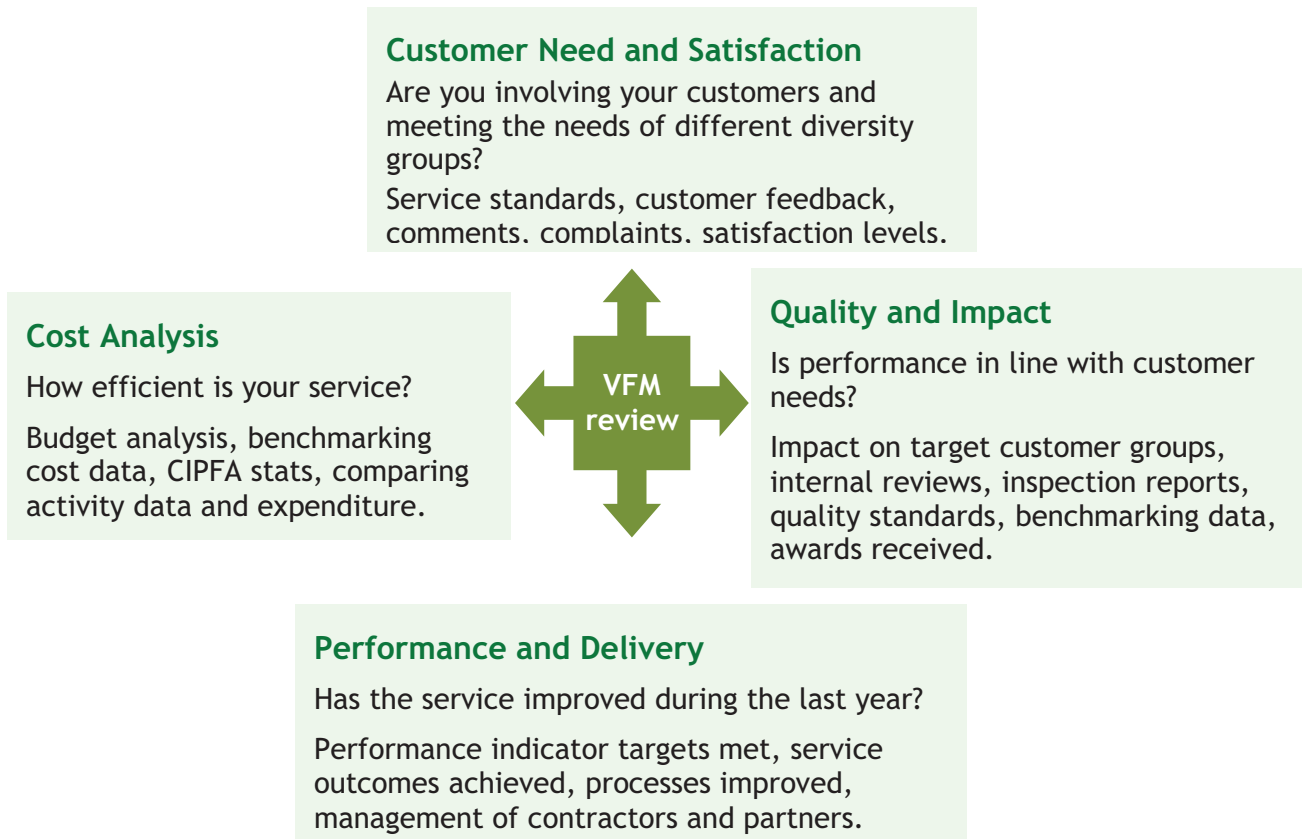 Customer Need and Satisfaction
Are you involving your customers and
meeting the needs of different diversity
groups?
Service standards, customer feedback,
comments, complaints, satisfaction levels.
Cost Analysis
How efficient is your service?
Budget analysis, benchmarking
cost data, CIPFA stats, comparing
activity data and expenditure.
VFM
review
Quality and Impact
Is performance in line with customer
needs?
Impact on target customer groups,
internal reviews, inspection reports,
quality standards, benchmarking data,
awards received.
Performance and Delivery
Has the service improved during the last year?
Performance indicator targets met, service
outcomes achieved, processes improved,
management of contractors and partners.